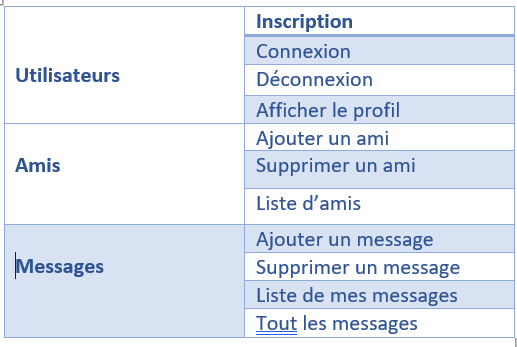 Utilisateurs
Inscription
Connexion
Déconnexion
Afficher le profil
Amis
Ajouter un ami
Supprimer un ami
Liste d’amis
Messages
Ajouter un message
Supprimer un message
Liste de mes messages
Tout les messages